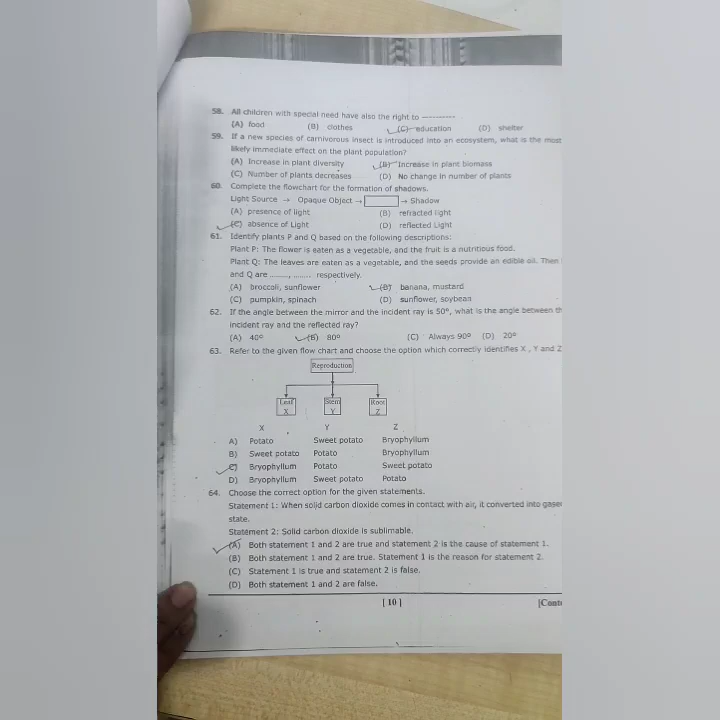 58. All children with special need have also the right to ----------
(A) food (B) clothes (C) education (D) shelter
59. If a new species of carnivorous insect is introduced into an ecosystem, what is the most
likely immediate effect on the plant population?
(A) Increase in plant diversity (B) Increase in plant biomass
(C) Number of plants decreases (D) No change in number of plants
60. Complete the flowchart for the formation of shadows.
Light Source → Opaque Object → → Shadow
(A) presence of light (B) refracted light
(C) absence of Light (D) reflected Light
61. Identify plants P and Q based on the following descriptions:
Plant P: The flower is eaten as a vegetable, and the fruit is a nutritious food.
Plant Q: The leaves are eaten as a vegetable, and the seeds provide an edible oil. Then
and Q are ........, ........ respectively.
(A) broccoli, sunflower (B) banana, mustard
(C) pumpkin, spinach (D) sunflower, soybean
62. If the angle between the mirror and the incident ray is 50°, what is the angle between
incident ray and the reflected ray?
(A) 40° (B) 80° (C) Always 90° (D) 20°
63. Refer to the given flow chart and choose the option which correctly identifies X , Y and Z
Reproduction
Leaf Stem Root
X Y Z
X Y Z
A) Potato Sweet potato Bryophyllum
B) Sweet potato Potato Bryophyllum
C) Bryophyllum Potato Sweet potato
D) Bryophyllum Sweet potato Potato
64. Choose the correct option for the given statements.
Statement 1: When solid carbon dioxide comes in contact with air, it converted into
state.
Statement 2: Solid carbon dioxide is sublimable.
(A) Both statement 1 and 2 are true and statement 2 is the cause of statement 1.
(B) Both statement 1 and 2 are true. Statement 1 is the reason for statement 2.
(C) Statement 1 is true and statement 2 is false.
(D) Both statement 1 and 2 are false.
[ 10 ]